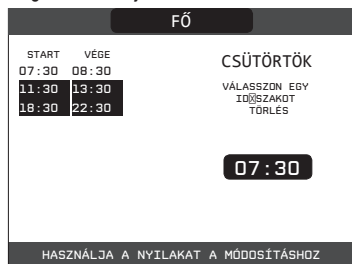 FŐ
START VÉGE
07:30 08:30
11:30 13:30
18:30 22:30
CSÜTÖRTÖK
VÁLASSZON EGY
IDŐSZAKOT
TÖRLÉS
07:30
HASZNÁLJA A NYILAKAT A MÓDOSÍTÁSHOZ